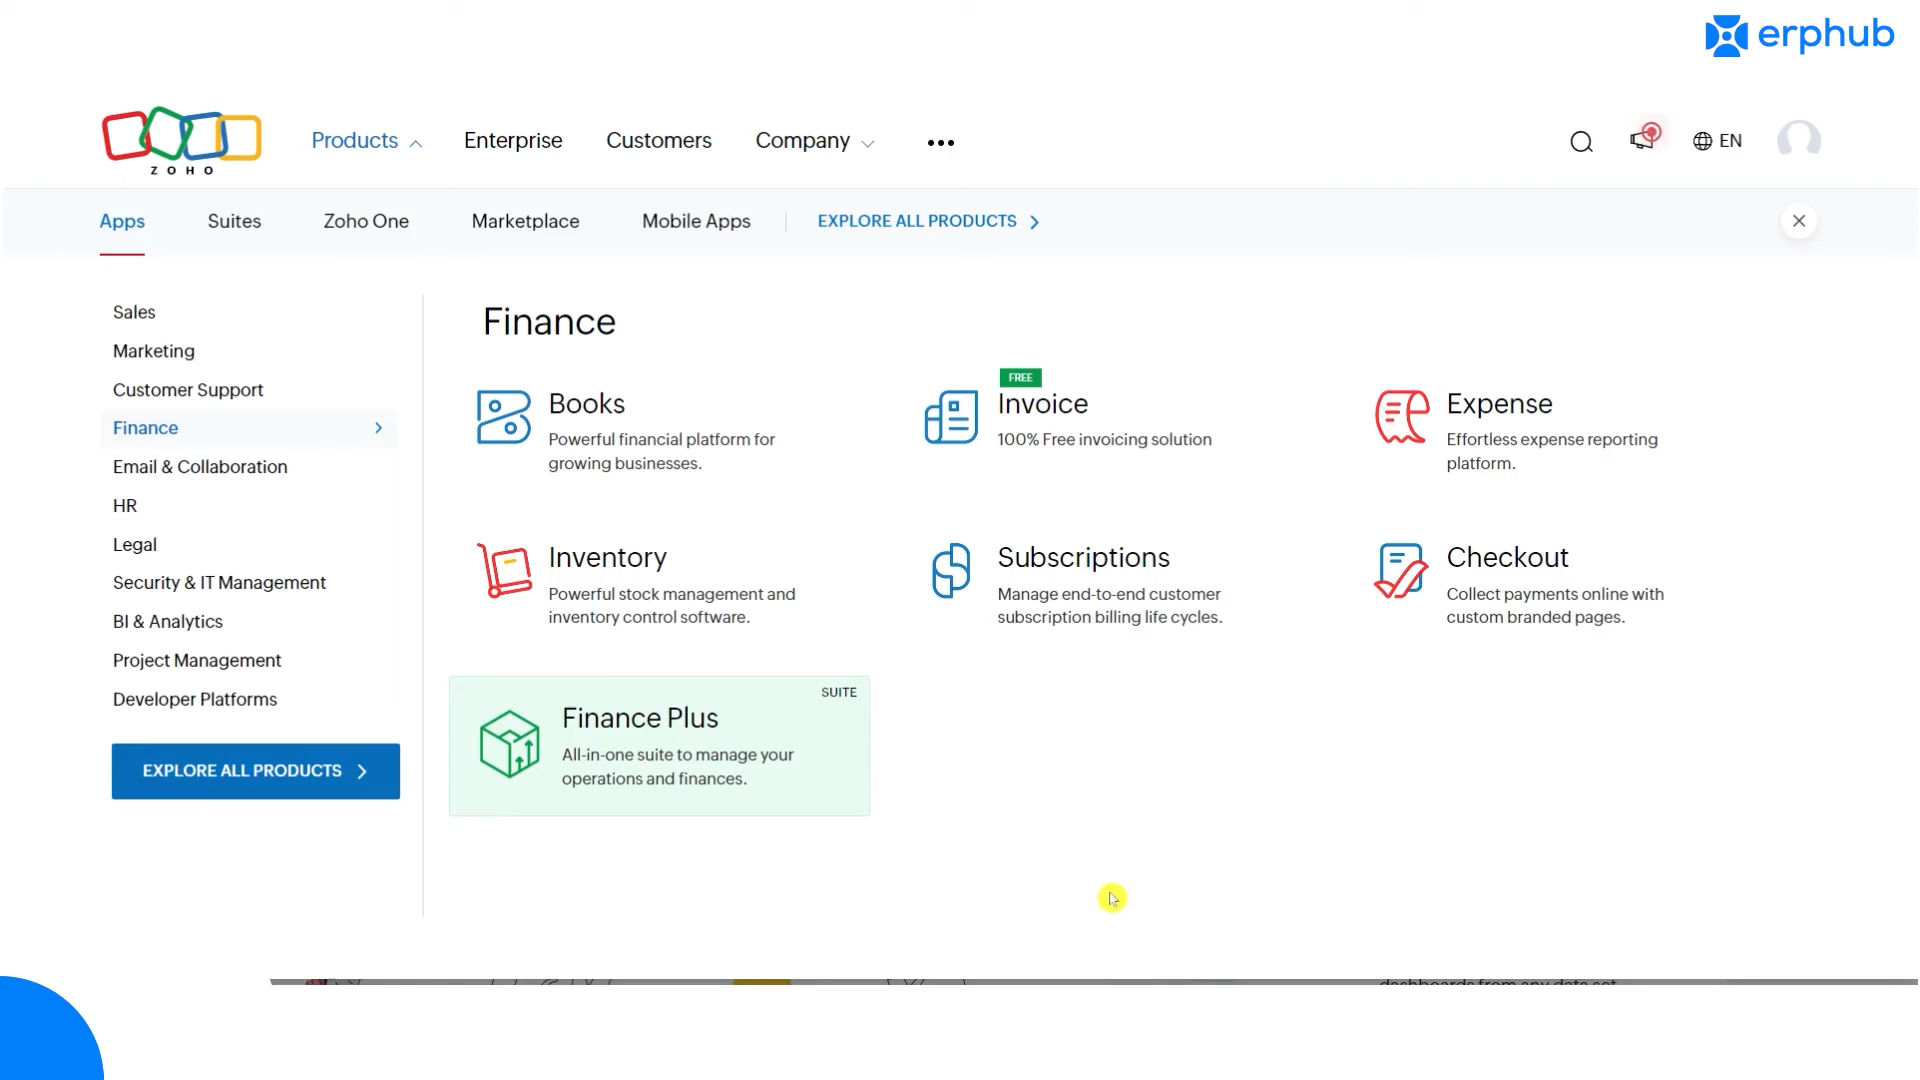 erphub
ZOHO
Products
Enterprise
Customers
Company
EN
Apps
Suites
Zoho One
Marketplace
Mobile Apps
EXPLORE ALL PRODUCTS
Sales
Marketing
Customer Support
Finance
Email & Collaboration
HR
Legal
Security & IT Management
BI & Analytics
Project Management
Developer Platforms
EXPLORE ALL PRODUCTS
Finance
Books
Powerful financial platform for
growing businesses.
FREE
Invoice
100% Free invoicing solution
Expense
Effortless expense reporting
platform.
Inventory
Powerful stock management and
inventory control software.
Subscriptions
Manage end-to-end customer
subscription billing life cycles.
Checkout
Collect payments online with
custom branded pages.
SUITE
Finance Plus
All-in-one suite to manage your
operations and finances.
dashboards from any data set